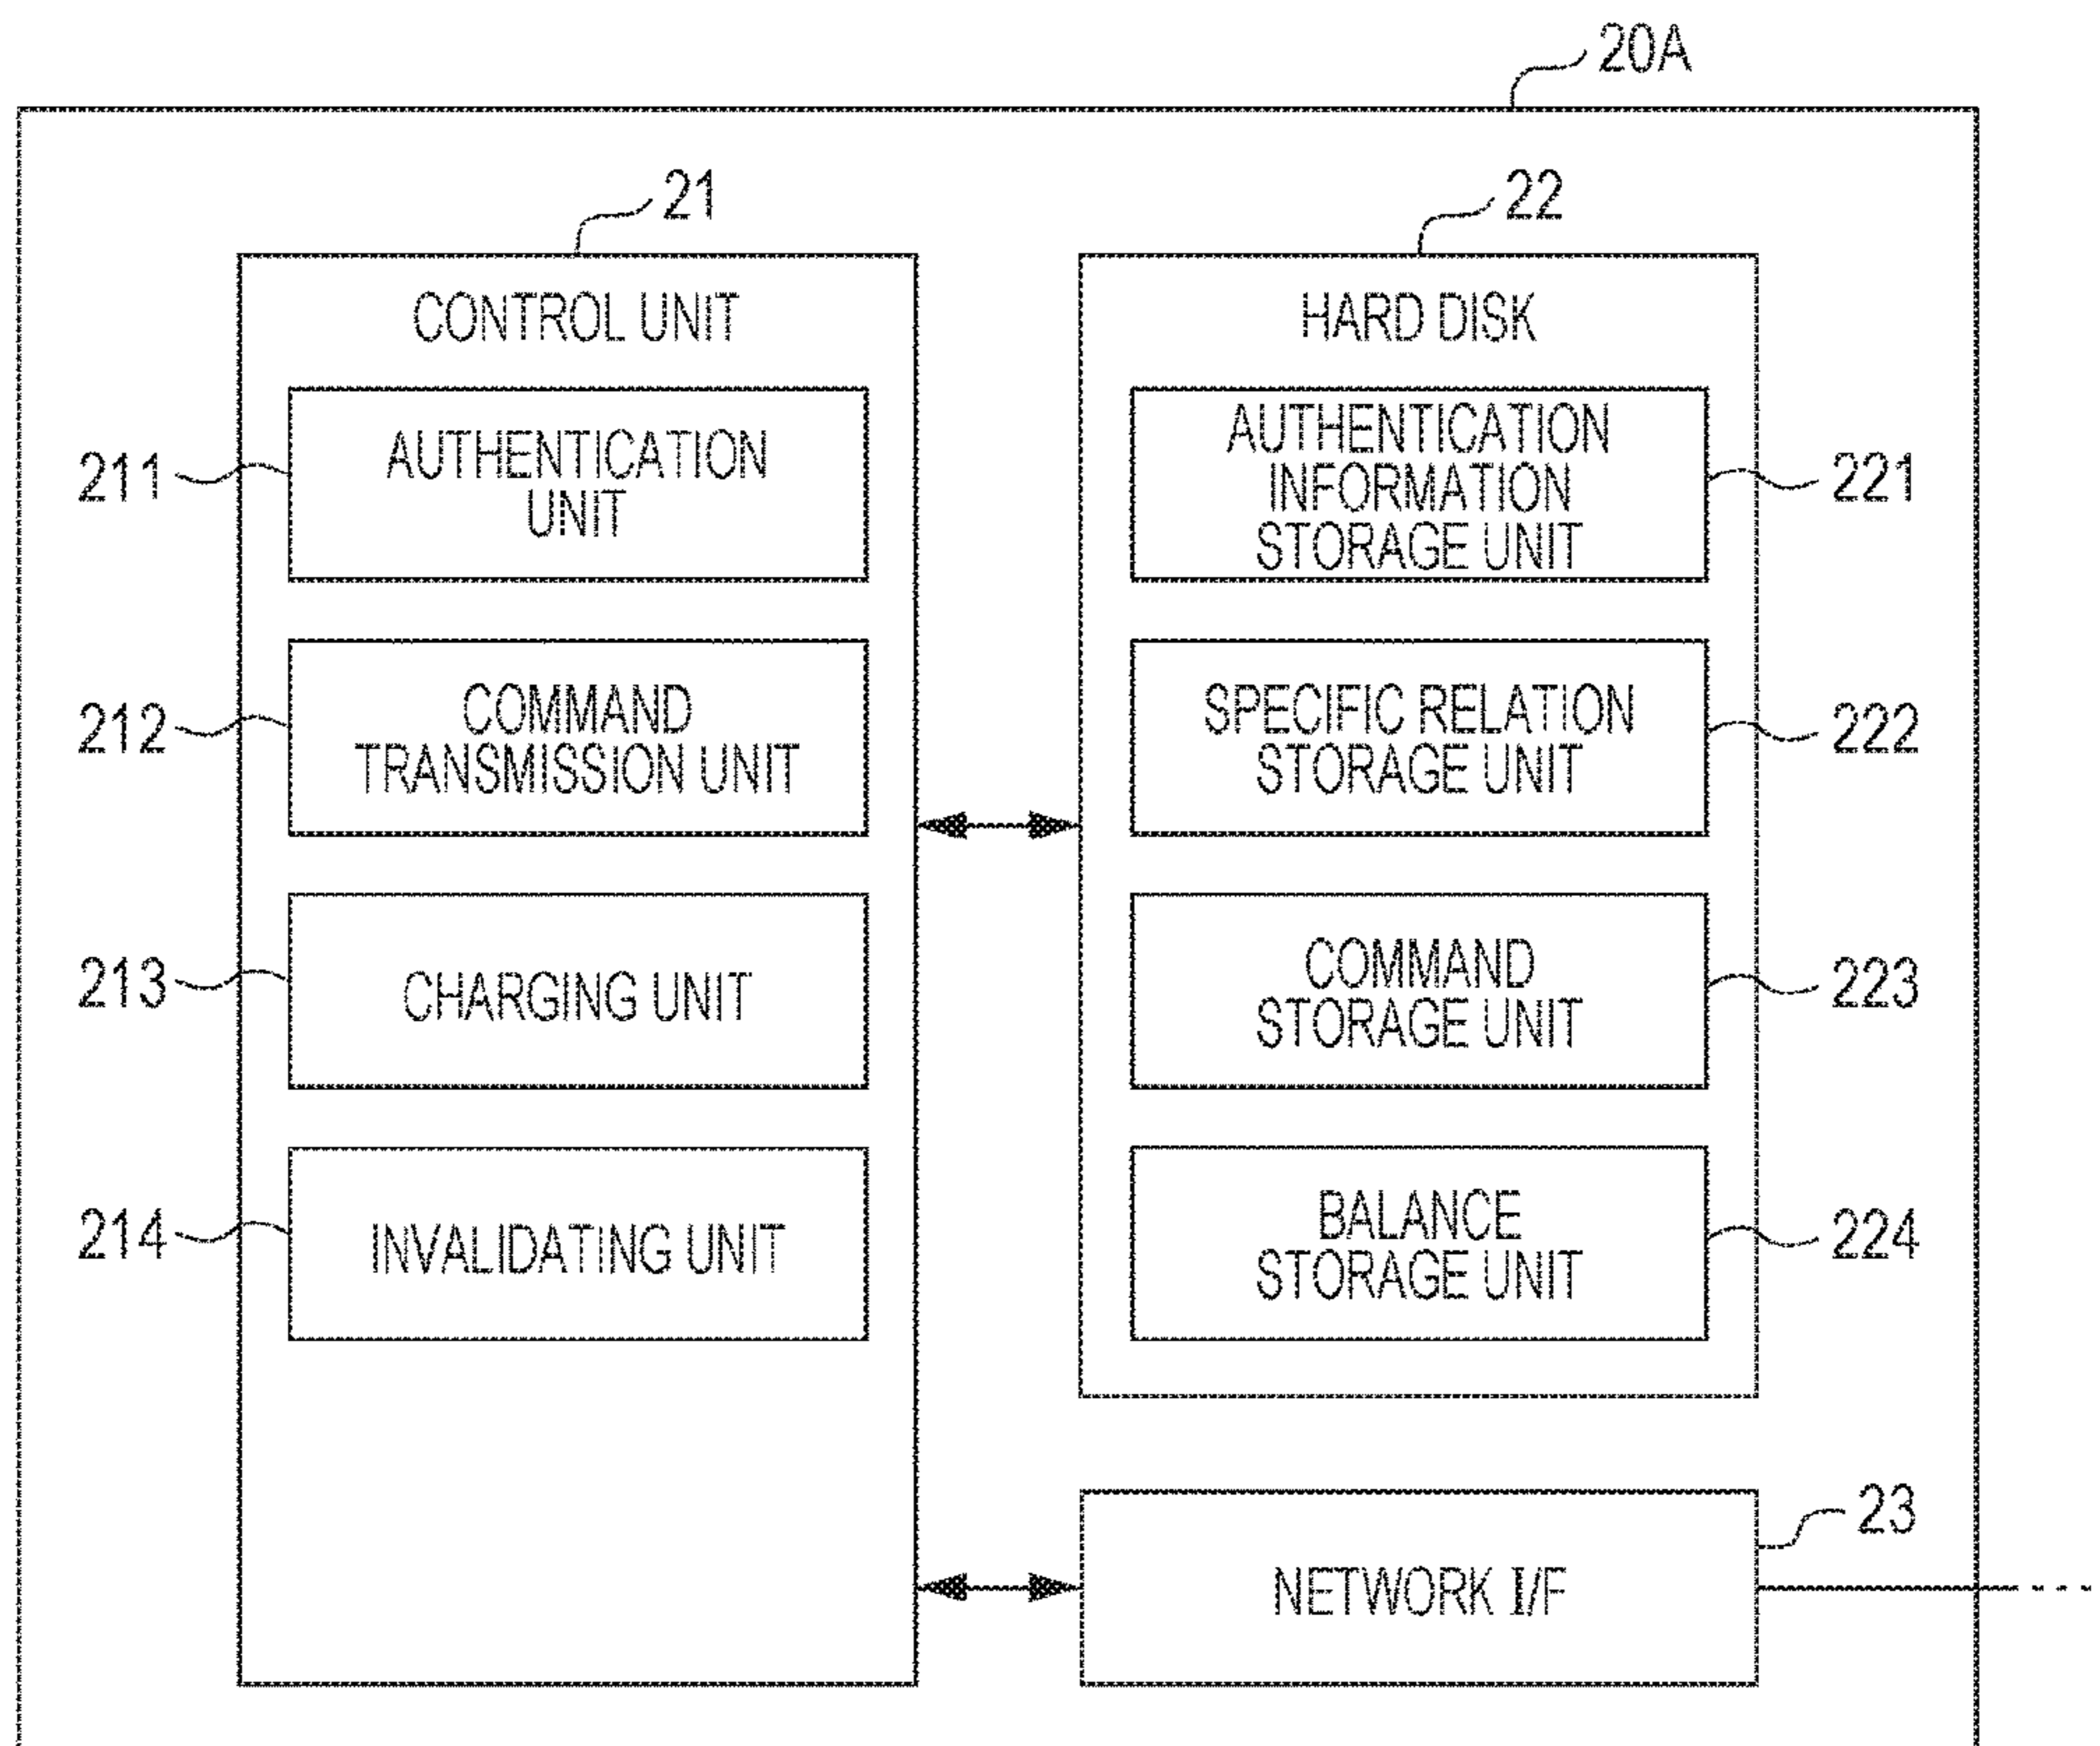 20A
21
CONTROL UNIT
211
AUTHENTICATION
UNIT
212
COMMAND
TRANSMISSION UNIT
213
CHARGING UNIT
214
INVALIDATING UNIT
22
HARD DISK
AUTHENTICATION
INFORMATION
STORAGE UNIT
221
SPECIFIC RELATION
STORAGE UNIT
222
COMMAND
STORAGE UNIT
223
BALANCE
STORAGE UNIT
224
23
NETWORK I/F